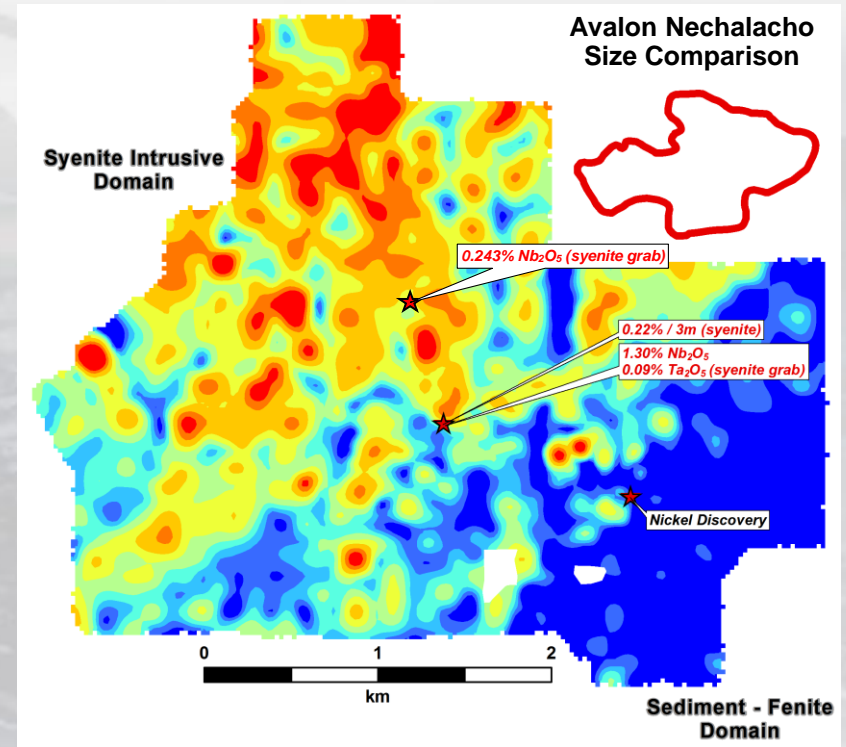 Avalon Nechalacho
Size Comparison
Syenite Intrusive
Domain
0.243% Nb₂O₅ (syenite grab)
0.22% / 3m (syenite)
1.30% Nb₂O₅
0.09% Ta₂O₅ (syenite grab)
Nickel Discovery
0 1 2
km
Sediment - Fenite
Domain